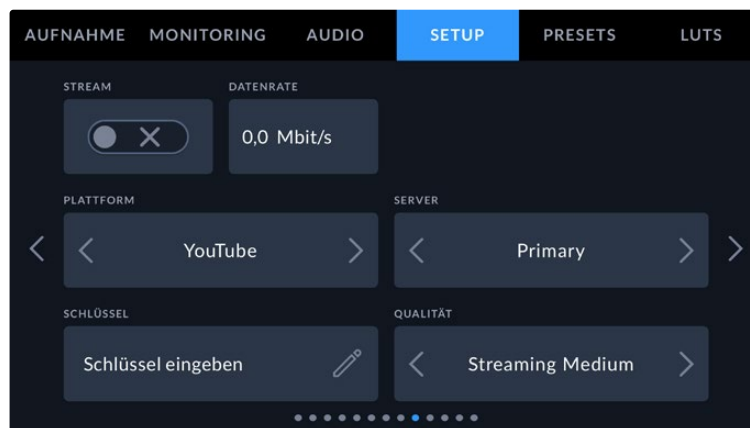 AUFNAHME MONITORING AUDIO SETUP PRESETS LUTS
STREAM DATENRATE
0,0 Mbit/s
PLATTFORM SERVER
YouTube Primary
SCHLÜSSEL QUALITÄT
Schlüssel eingeben Streaming Medium